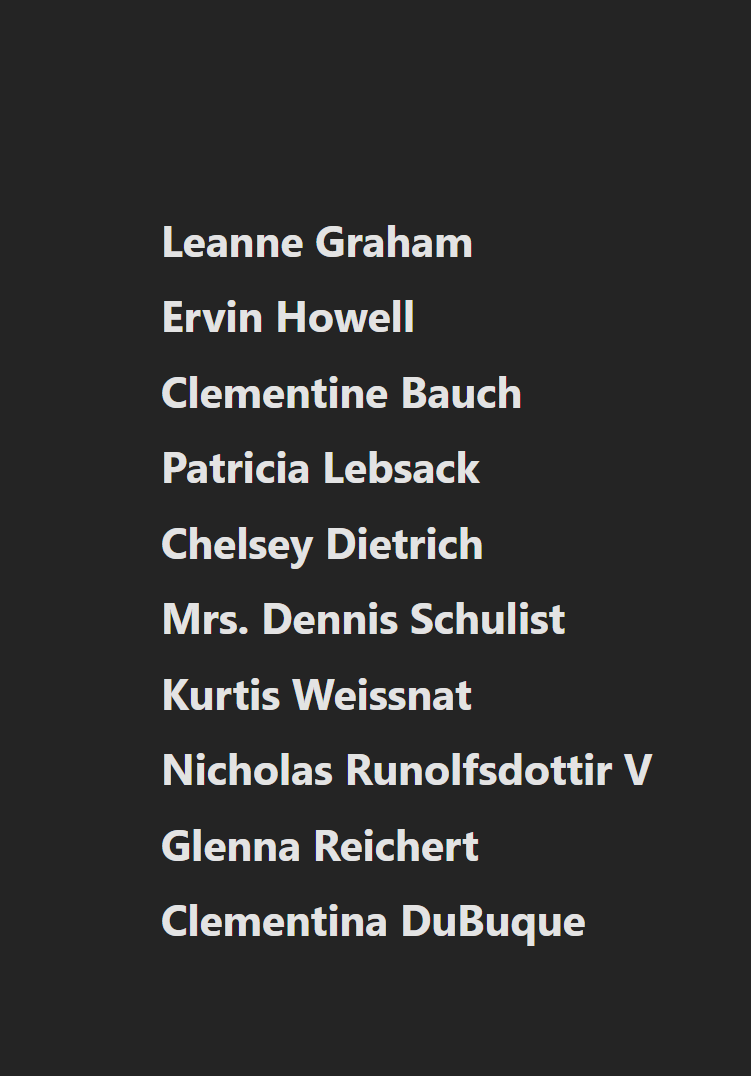 Leanne Graham
Ervin Howell
Clementine Bauch
Patricia Lebsack
Chelsey Dietrich
Mrs. Dennis Schulist
Kurtis Weissnat
Nicholas Runolfsdottir V
Glenna Reichert
Clementina DuBuque